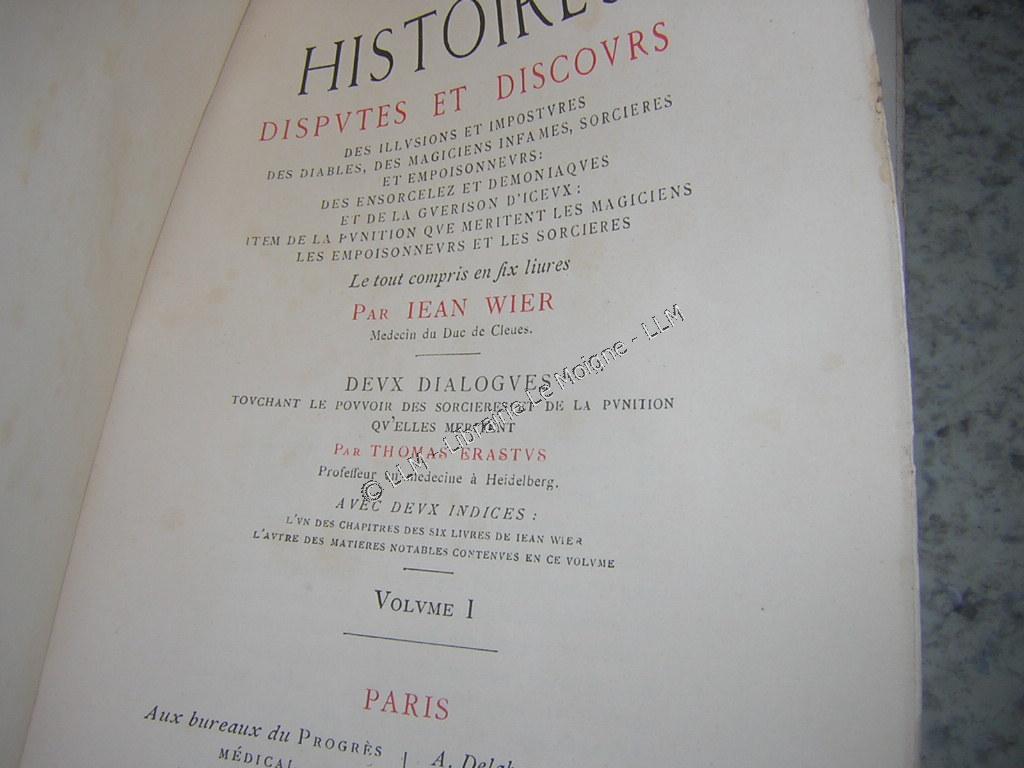 HISTOIRES
DISPVTES ET DISCOVRS
DES ILLVSIONS ET IMPOSTVRES
DES DIABLES, DES MAGICIENS INFAMES, SORCIERES
ET EMPOISONNEVRS:
DES ENSORCELEZ ET DEMONIAQVES
ET DE LA GVERISON D'ICEVX:
ITEM DE LA PVNITION QVE MERITENT LES MAGICIENS
LES EMPOISONNEVRS ET LES SORCIERES
Le tout compris en ſix liures
PAR IEAN WIER
Medecin du Duc de Cleues.
DEVX DIALOGVES
TOVCHANT LE POVVOIR DES SORCIERES ET DE LA PVNITION
QV'ELLES MERITENT
PAR THOMAS ERASTVS
Profeſſeur en medecine à Heidelberg.
AVEC DEVX INDICES:
L'VN DES CHAPITRES DES SIX LIVRES DE IEAN WIER
L'AVTRE DES MATIERES NOTABLES CONTENVES EN CE VOLVME
VOLVME I
PARIS
Aux bureaux du PROGRÈS
MÉDICAL
A.
© LLM - Librairie Le Moigne - LLM